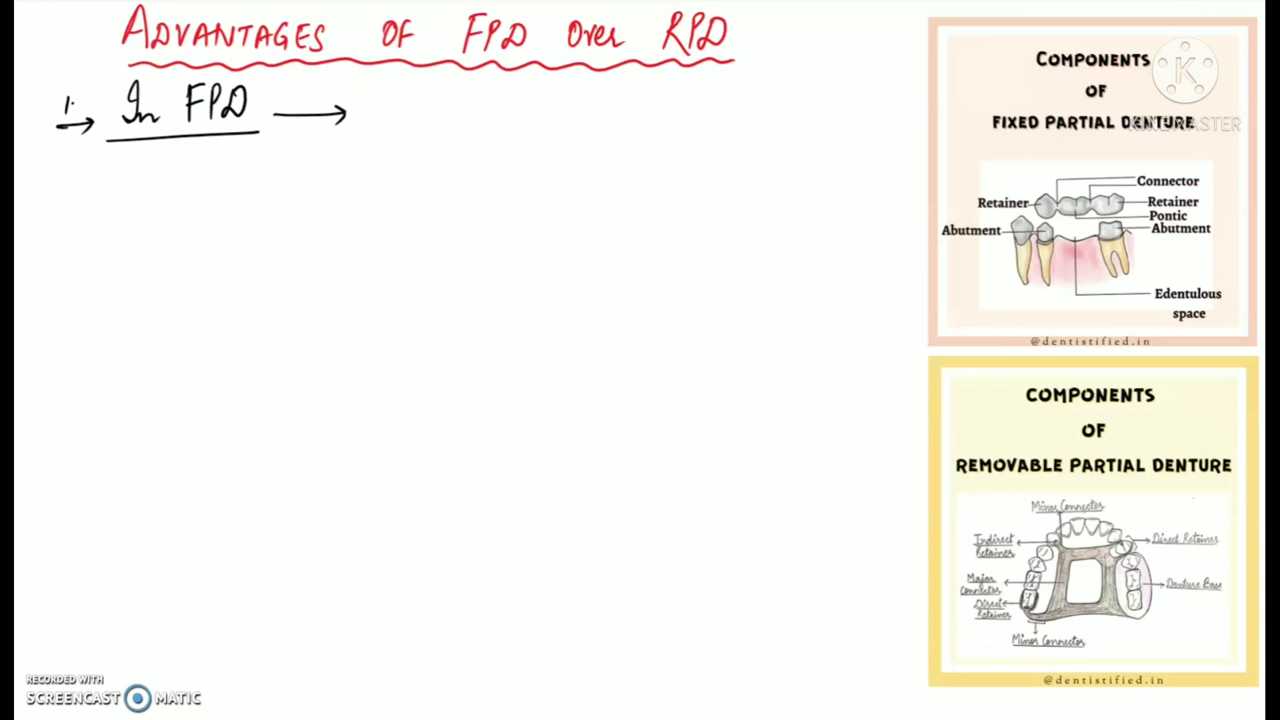 ADVANTAGES OF FPD Over RPD
1. → In FPD →
COMPONENTS
OF
FIXED PARTIAL DENTURE
K
KINEMASTER
Connector
Retainer
Retainer
Pontic
Abutment
Abutment
Edentulous
space
@dentistified.in
COMPONENTS
OF
REMOVABLE PARTIAL DENTURE
Minor Connector
Indirect
Retainer
Direct Retainer
Major
Connector
Denture Base
Direct
Retainer
Minor Connector
@dentistified.in
RECORDED WITH
SCREENCAST MATIC